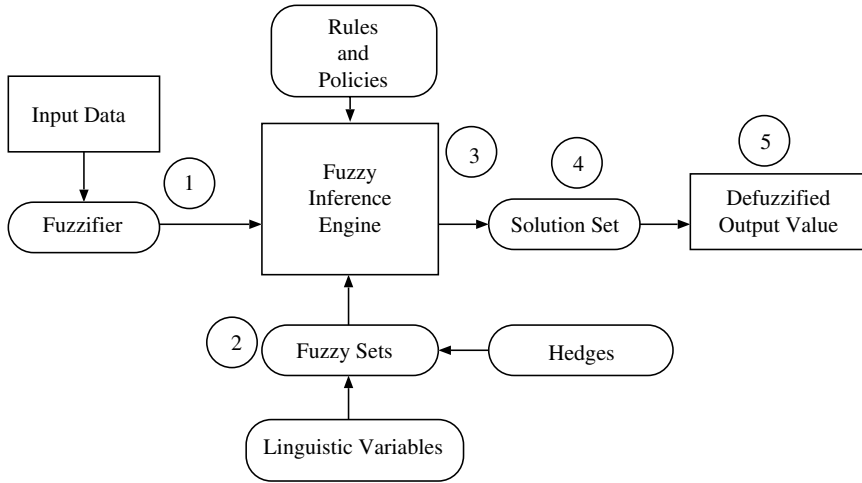 Rules
and
Policies
Input Data
1
Fuzzifier
Fuzzy
Inference
Engine
3
4
Solution Set
5
Defuzzified
Output Value
2
Fuzzy Sets
Hedges
Linguistic Variables